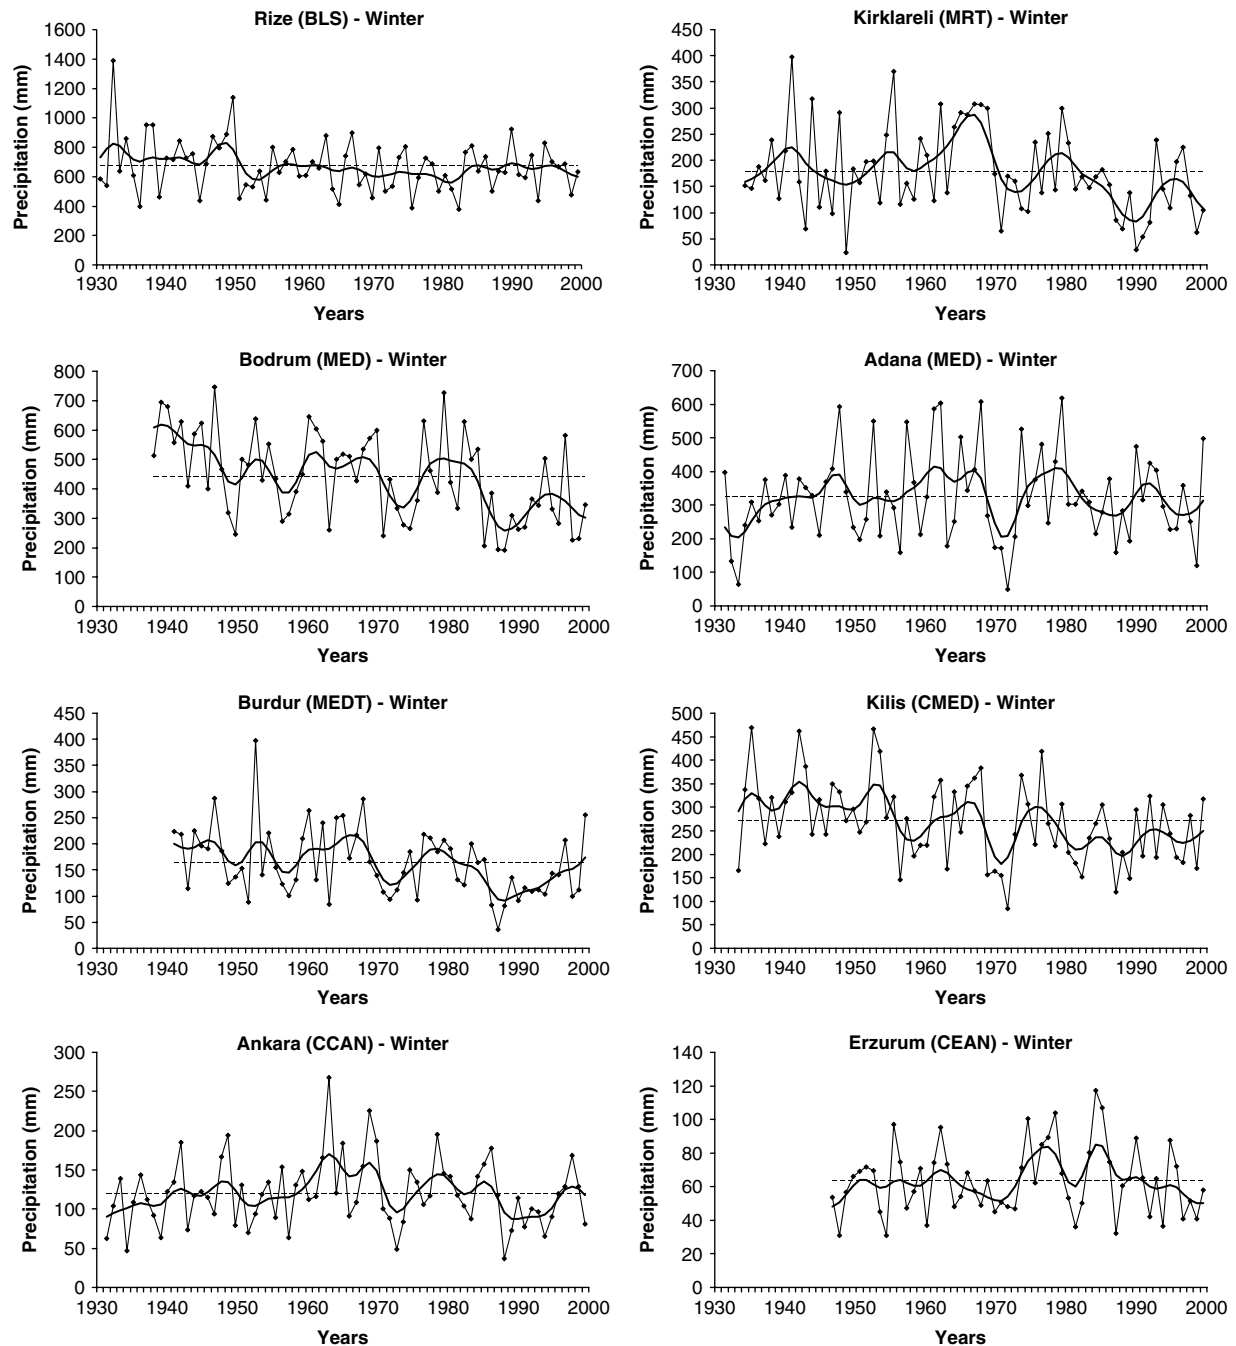 Rize (BLS) - Winter
Precipitation (mm)
1600
1400
1200
1000
800
600
400
200
0
1930 1940 1950 1960 1970 1980 1990 2000
Years
Kirklareli (MRT) - Winter
Precipitation (mm)
450
400
350
300
250
200
150
100
50
0
1930 1940 1950 1960 1970 1980 1990 2000
Years
Bodrum (MED) - Winter
Precipitation (mm)
800
700
600
500
400
300
200
100
0
1930 1940 1950 1960 1970 1980 1990 2000
Years
Adana (MED) - Winter
Precipitation (mm)
700
600
500
400
300
200
100
0
1930 1940 1950 1960 1970 1980 1990 2000
Years
Burdur (MEDT) - Winter
Precipitation (mm)
450
400
350
300
250
200
150
100
50
0
1930 1940 1950 1960 1970 1980 1990 2000
Years
Kilis (CMED) - Winter
Precipitation (mm)
500
450
400
350
300
250
200
150
100
50
0
1930 1940 1950 1960 1970 1980 1990 2000
Years
Ankara (CCAN) - Winter
Precipitation (mm)
300
250
200
150
100
50
0
1930 1940 1950 1960 1970 1980 1990 2000
Years
Erzurum (CEAN) - Winter
Precipitation (mm)
140
120
100
80
60
40
20
0
1930 1940 1950 1960 1970 1980 1990 2000
Years